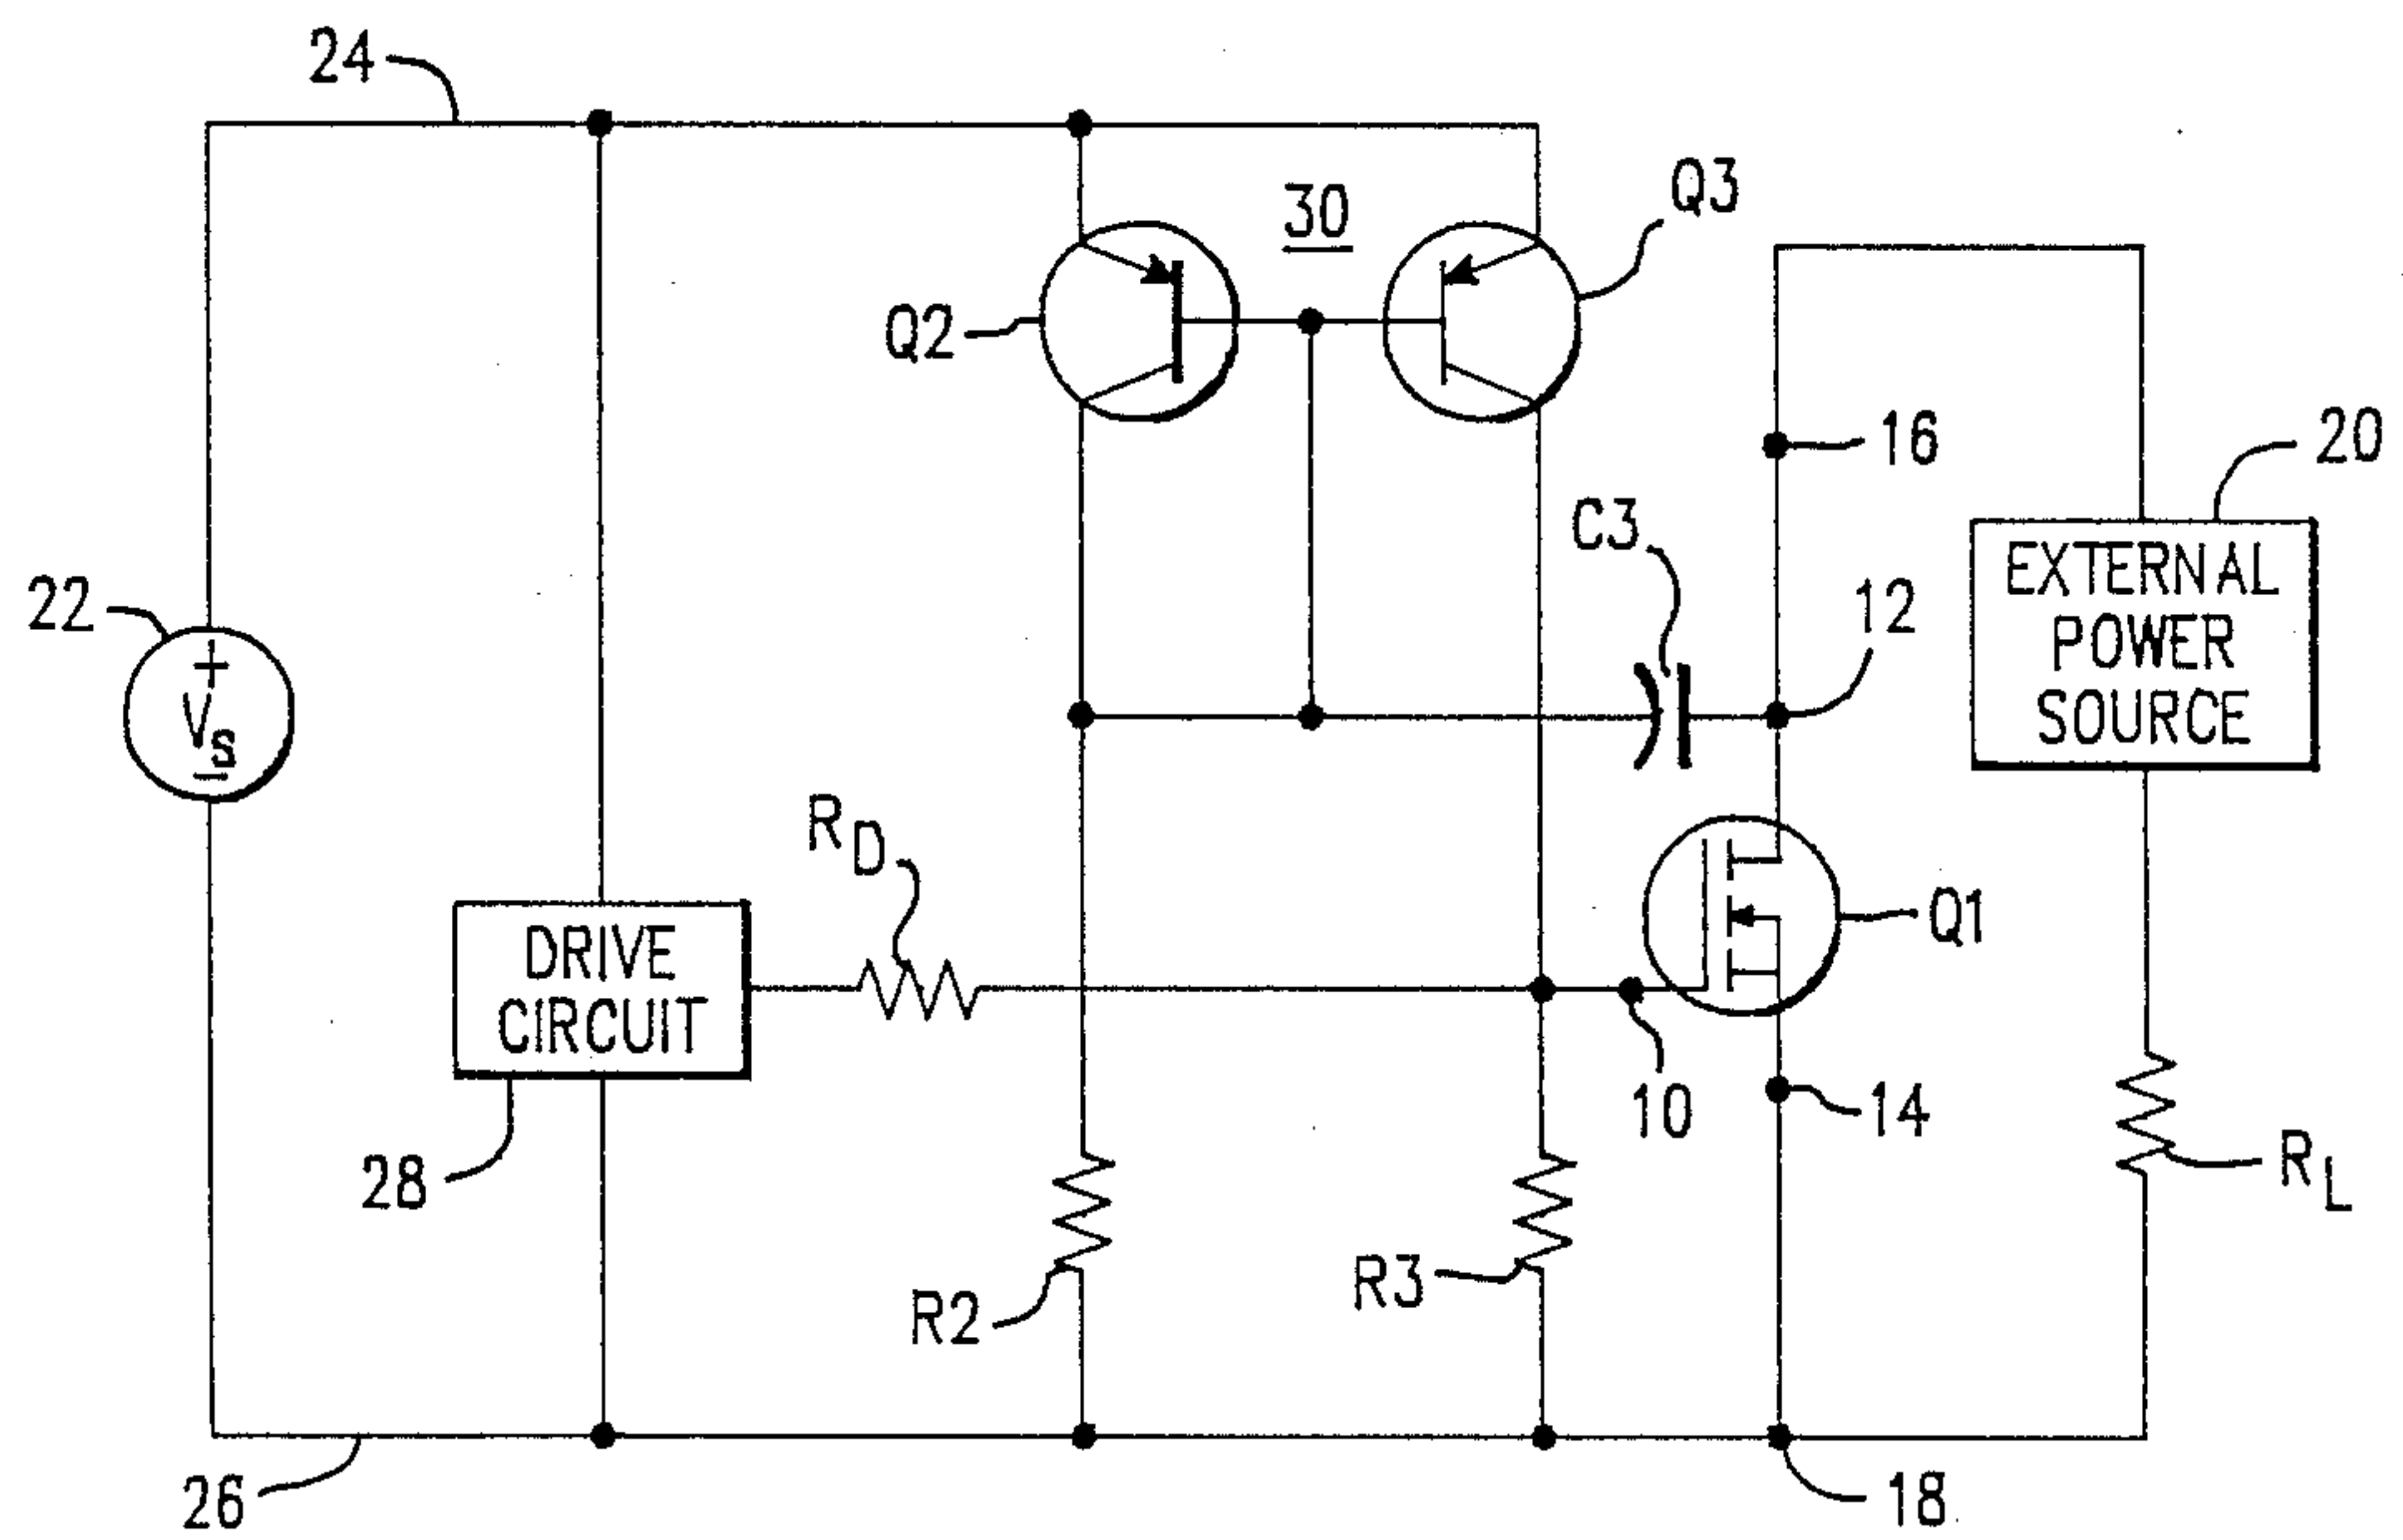 24
30
Q3
Q2
16
20
C3
EXTERNAL
POWER
SOURCE
12
22
+
VS
−
RD
DRIVE
CIRCUIT
Q1
10
14
28
RL
R3
R2
26
18